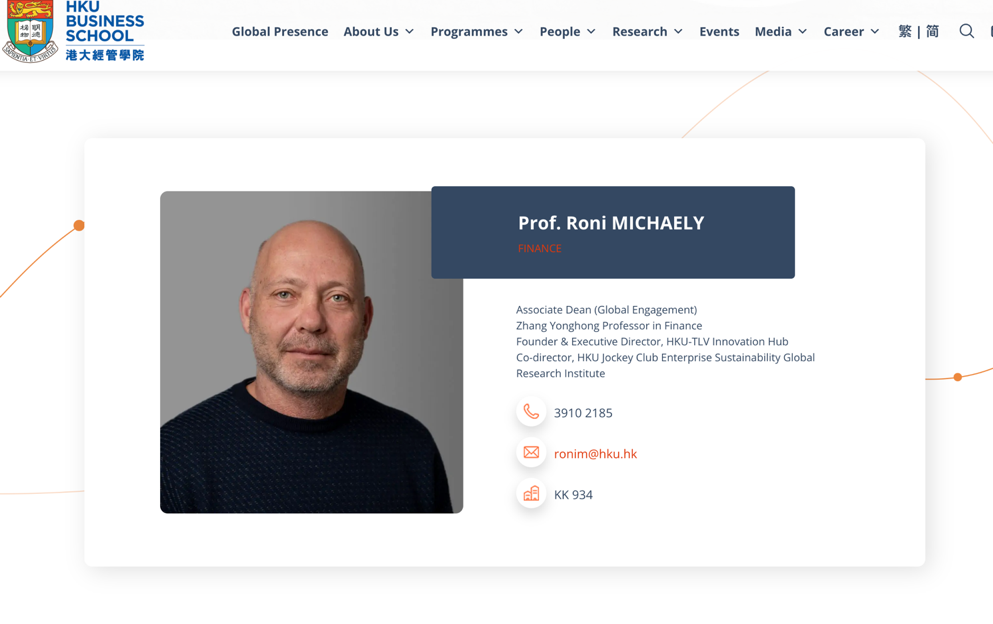 HKU
BUSINESS
SCHOOL
港大經管學院
Global Presence About Us Programmes People Research Events Media Career 繁 | 简
Prof. Roni MICHAELY
FINANCE
Associate Dean (Global Engagement)
Zhang Yonghong Professor in Finance
Founder & Executive Director, HKU-TLV Innovation Hub
Co-director, HKU Jockey Club Enterprise Sustainability Global
Research Institute
3910 2185
ronim@hku.hk
KK 934